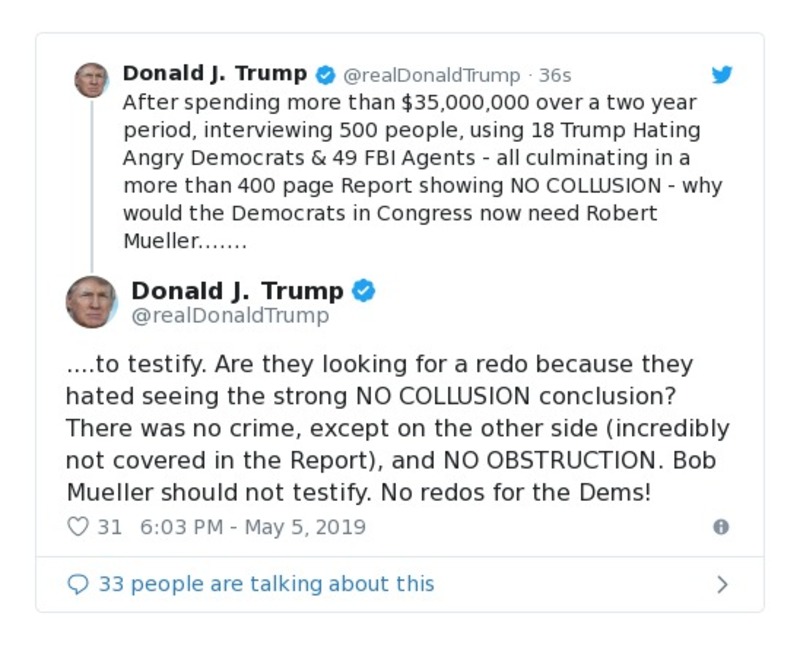 Donald J. Trump @realDonaldTrump · 36s
After spending more than $35,000,000 over a two year
period, interviewing 500 people, using 18 Trump Hating
Angry Democrats & 49 FBI Agents - all culminating in a
more than 400 page Report showing NO COLLUSION - why
would the Democrats in Congress now need Robert
Mueller.......
Donald J. Trump
@realDonaldTrump
....to testify. Are they looking for a redo because they
hated seeing the strong NO COLLUSION conclusion?
There was no crime, except on the other side (incredibly
not covered in the Report), and NO OBSTRUCTION. Bob
Mueller should not testify. No redos for the Dems!
31 6:03 PM - May 5, 2019
33 people are talking about this